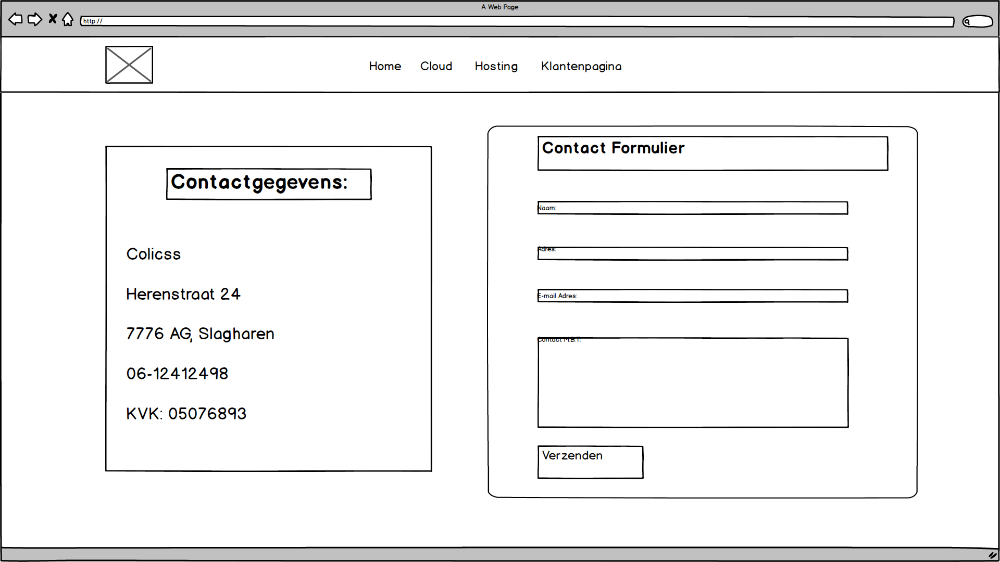 A Web Page
http://
Home Cloud Hosting Klantenpagina
Contactgegevens:
Colicss
Herenstraat 24
7776 AG, Slagharen
06-12412498
KVK: 05076893
Contact Formulier
Naam:
Adres:
E-mail Adres:
Contact M.B.T:
Verzenden